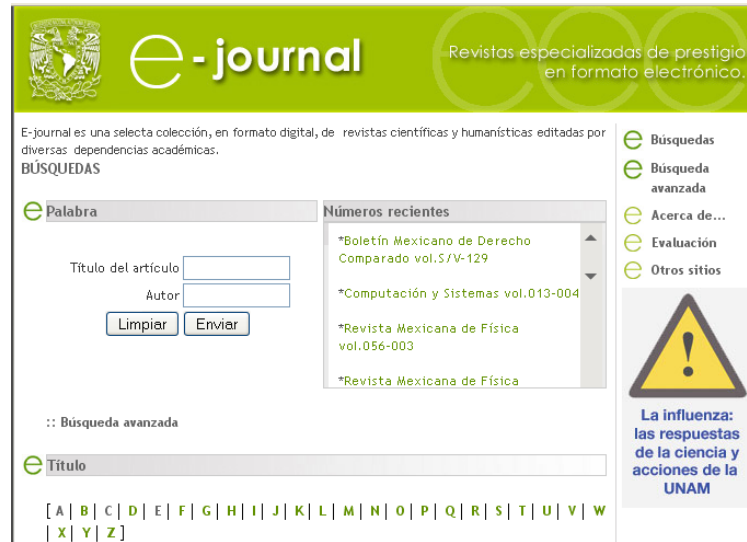 e - journal
Revistas especializadas de prestigio
en formato electrónico.
E-journal es una selecta colección, en formato digital, de revistas científicas y humanísticas editadas por
diversas dependencias académicas.
BÚSQUEDAS
e Palabra
Título del artículo
Autor
Limpiar Enviar
:: Búsqueda avanzada
Números recientes
*Boletín Mexicano de Derecho
Comparado vol.S/V-129
*Computación y Sistemas vol.013-004
*Revista Mexicana de Física
vol.056-003
*Revista Mexicana de Física
e Título
[ A | B | C | D | E | F | G | H | I | J | K | L | M | N | O | P | Q | R | S | T | U | V | W
| X | Y | Z ]
e Búsquedas
e Búsqueda
avanzada
e Acerca de...
e Evaluación
e Otros sitios
!
La influenza:
las respuestas
de la ciencia y
acciones de la
UNAM